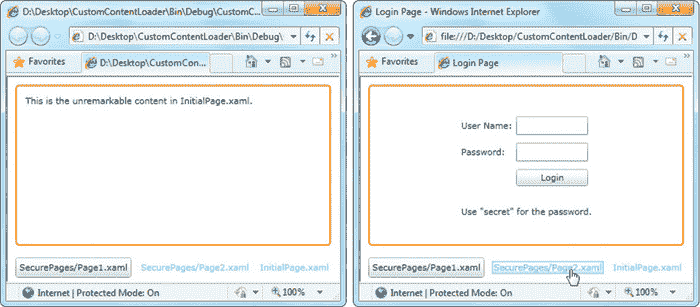 D:\Desktop\CustomContentLoader\Bin\Debug\CustomC...
D:\Desktop\CustomContentLoader\Bin\Debug\
Favorites
D:\Desktop\CustomCon...
This is the unremarkable content in InitialPage.xaml.
SecurePages/Page1.xaml SecurePages/Page2.xaml InitialPage.xaml
Internet | Protected Mode: On
100%
Login Page - Windows Internet Explorer
file:///D:/Desktop/CustomContentLoader/Bin/D
Favorites
Login Page
User Name:
Password:
Login
Use "secret" for the password.
SecurePages/Page1.xaml SecurePages/Page2.xaml InitialPage.xaml
Internet | Protected Mode: On
100%